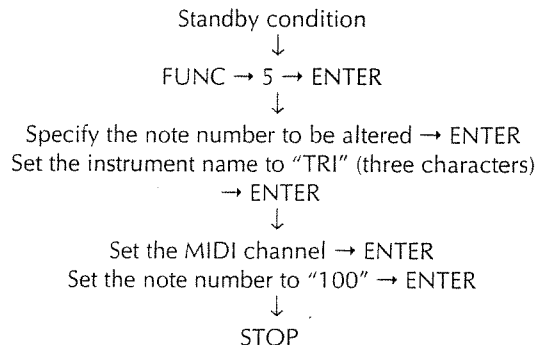 Standby condition
↓
FUNC → 5 → ENTER
↓
Specify the note number to be altered → ENTER
Set the instrument name to "TRI" (three characters)
→ ENTER
↓
Set the MIDI channel → ENTER
Set the note number to "100" → ENTER
↓
STOP